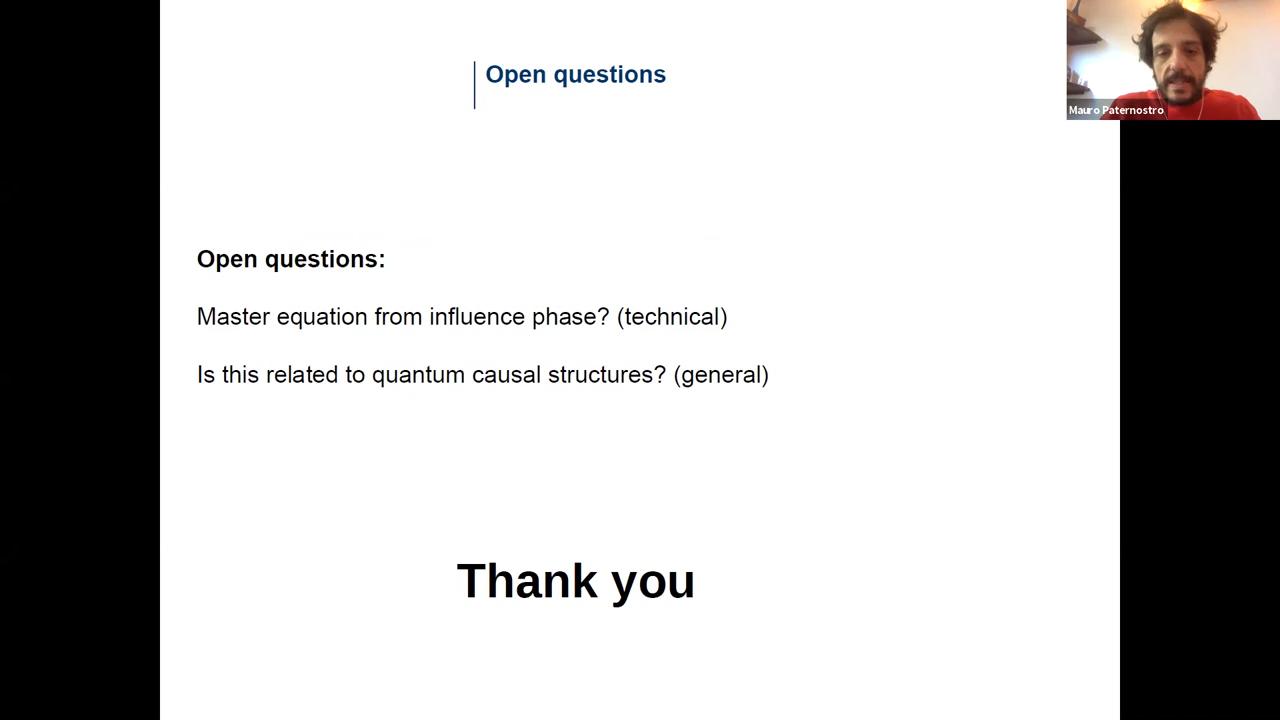 Open questions
Mauro Paternostro
Open questions:
Master equation from influence phase? (technical)
Is this related to quantum causal structures? (general)
Thank you